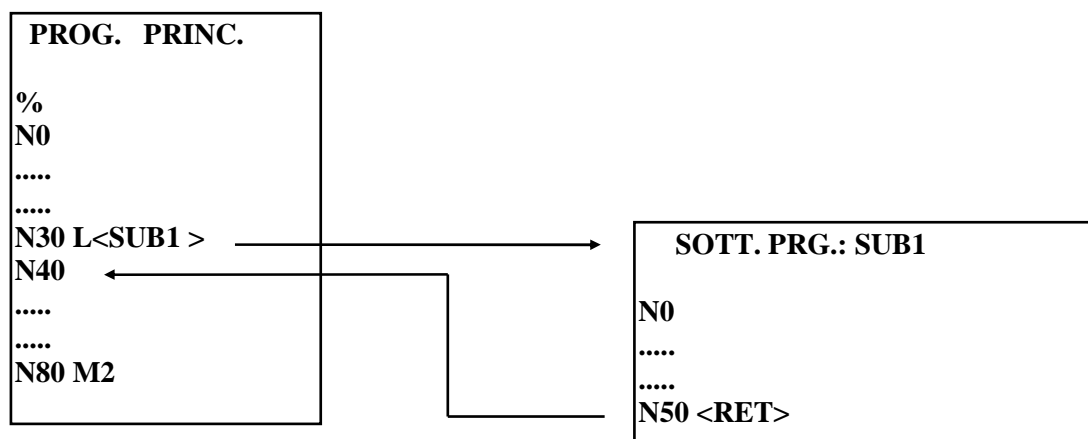 PROG. PRINC.
%
N0
.....
.....
N30 L<SUB1 >
N40
.....
.....
N80 M2
SOTT. PRG.: SUB1
N0
.....
.....
N50 <RET>